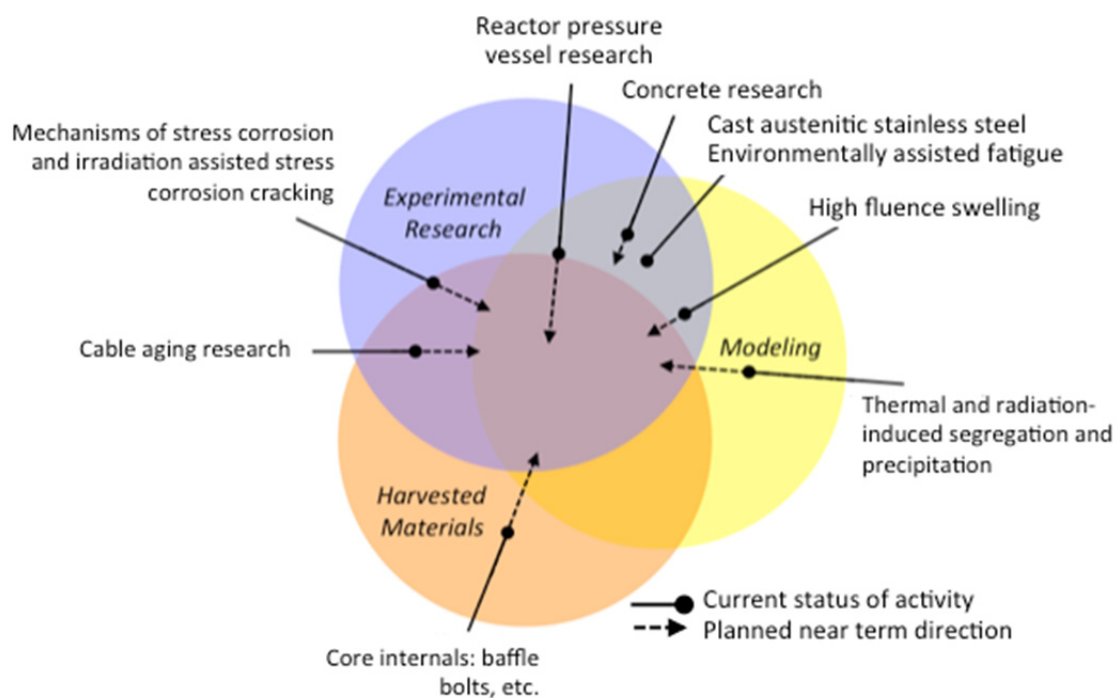 Reactor pressure
vessel research
Concrete research
Cast austenitic stainless steel
Environmentally assisted fatigue
Mechanisms of stress corrosion
and irradiation assisted stress
corrosion cracking
Experimental
Research
High fluence swelling
Cable aging research
Modeling
Thermal and radiation-
induced segregation and
precipitation
Harvested
Materials
Current status of activity
Planned near term direction
Core internals: baffle
bolts, etc.